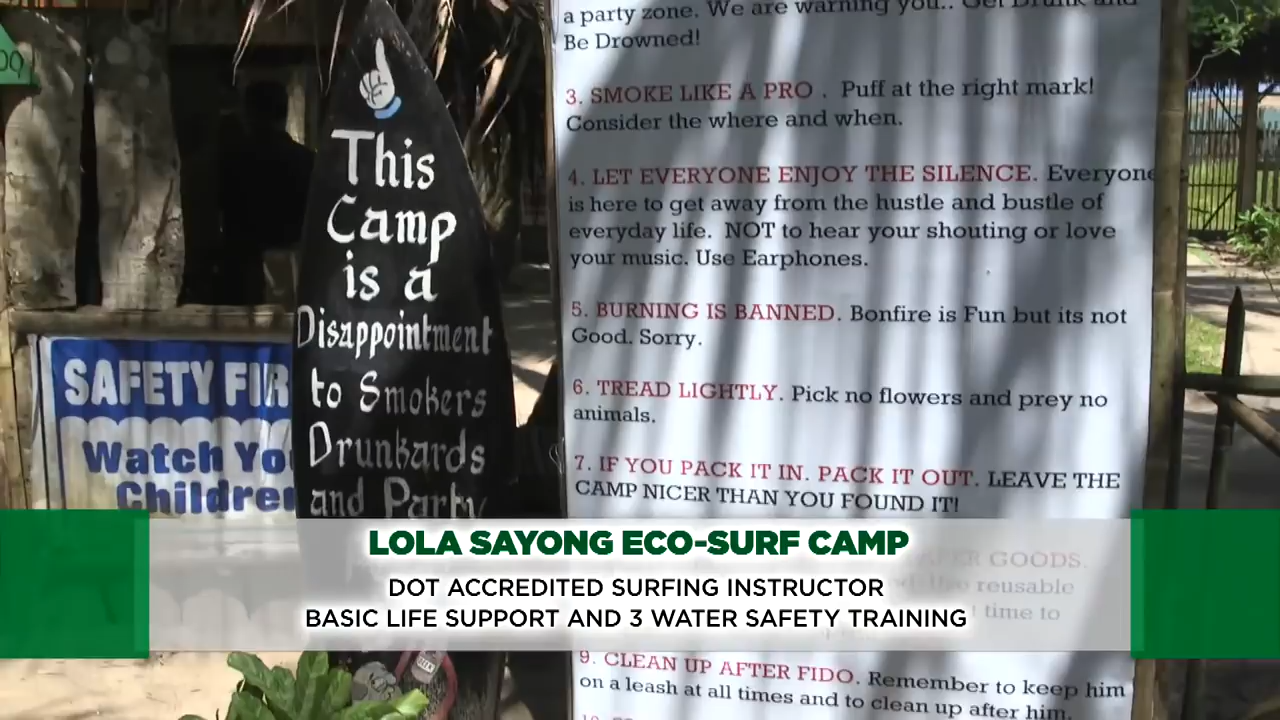 This
Camp
is a
Disappointment
to Smokers
Drunkards
and Party
SAFETY FIR
Watch Yo
Children
a party zone. We are warning you.. Get Drunk and
Be Drowned!
3. SMOKE LIKE A PRO . Puff at the right mark!
Consider the where and when.
4. LET EVERYONE ENJOY THE SILENCE. Everyone
is here to get away from the hustle and bustle of
everyday life. NOT to hear your shouting or love
your music. Use Earphones.
5. BURNING IS BANNED. Bonfire is Fun but its not
Good. Sorry.
6. TREAD LIGHTLY. Pick no flowers and prey no
animals.
7. IF YOU PACK IT IN. PACK IT OUT. LEAVE THE
CAMP NICER THAN YOU FOUND IT!
GOODS.
reusable
time to
9. CLEAN UP AFTER FIDO. Remember to keep him
on a leash at all times and to clean up after him.
LOLA SAYONG ECO-SURF CAMP
DOT ACCREDITED SURFING INSTRUCTOR
BASIC LIFE SUPPORT AND 3 WATER SAFETY TRAINING